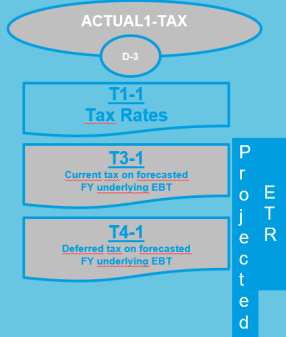 ACTUAL1-TAX
D-3
T1-1
Tax Rates
T3-1
Current tax on forecasted
FY underlying EBT
T4-1
Deferred tax on forecasted
FY underlying EBT
Projected
ETR